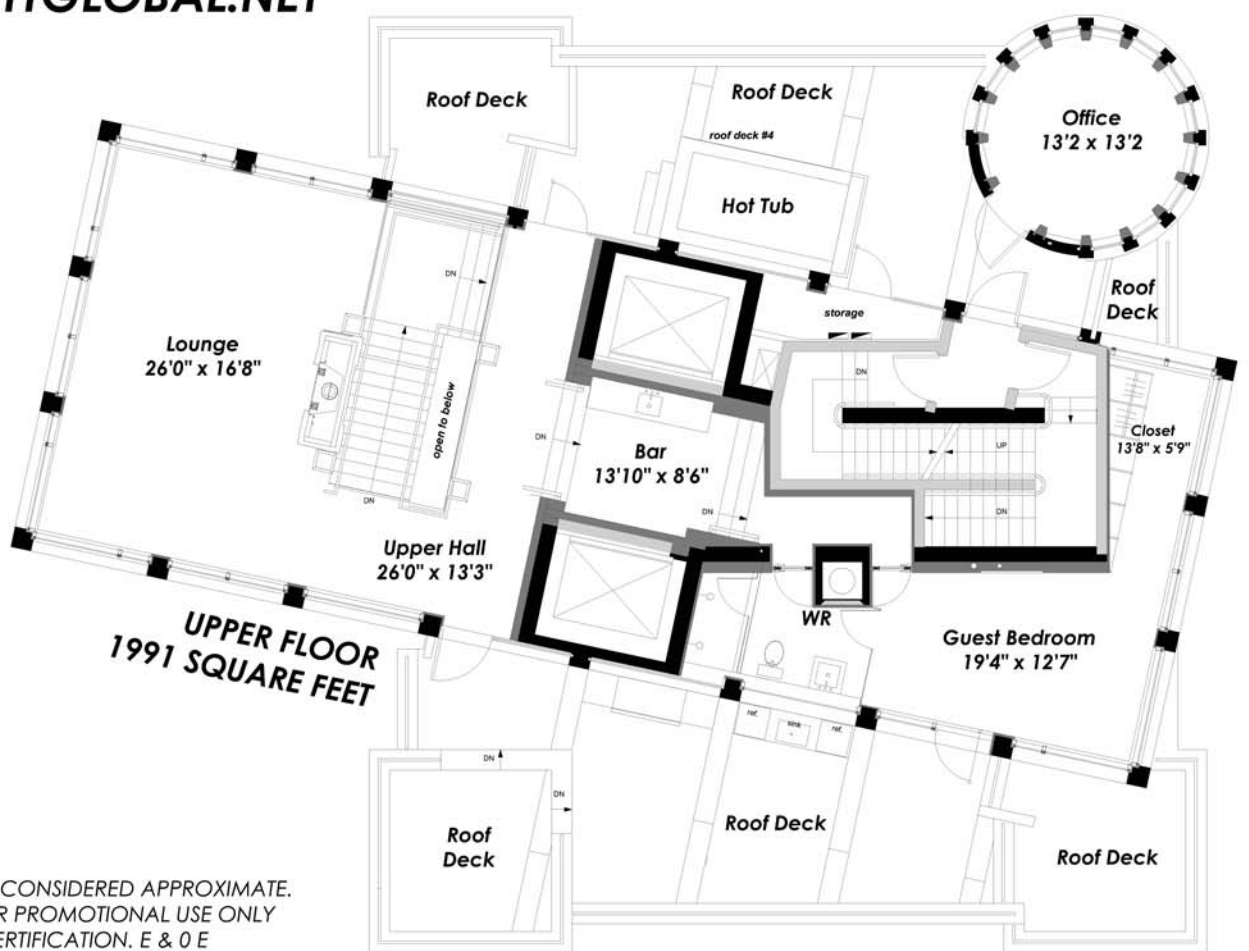 GLOBAL.NET
Roof Deck
Roof Deck
roof deck #4
Hot Tub
Office
13'2 x 13'2
Roof
Deck
DN
storage
Lounge
26'0" x 16'8"
open to below
DN
DN
UP
Closet
13'8" x 5'9"
DN
Bar
13'10" x 8'6"
DN
DN
DN
Upper Hall
26'0" x 13'3"
WR
Guest Bedroom
19'4" x 12'7"
UPPER FLOOR
1991 SQUARE FEET
ref.
sink
ref.
DN
DN
Roof
Deck
Roof Deck
Roof Deck
CONSIDERED APPROXIMATE.
R PROMOTIONAL USE ONLY
ERTIFICATION. E & 0 E